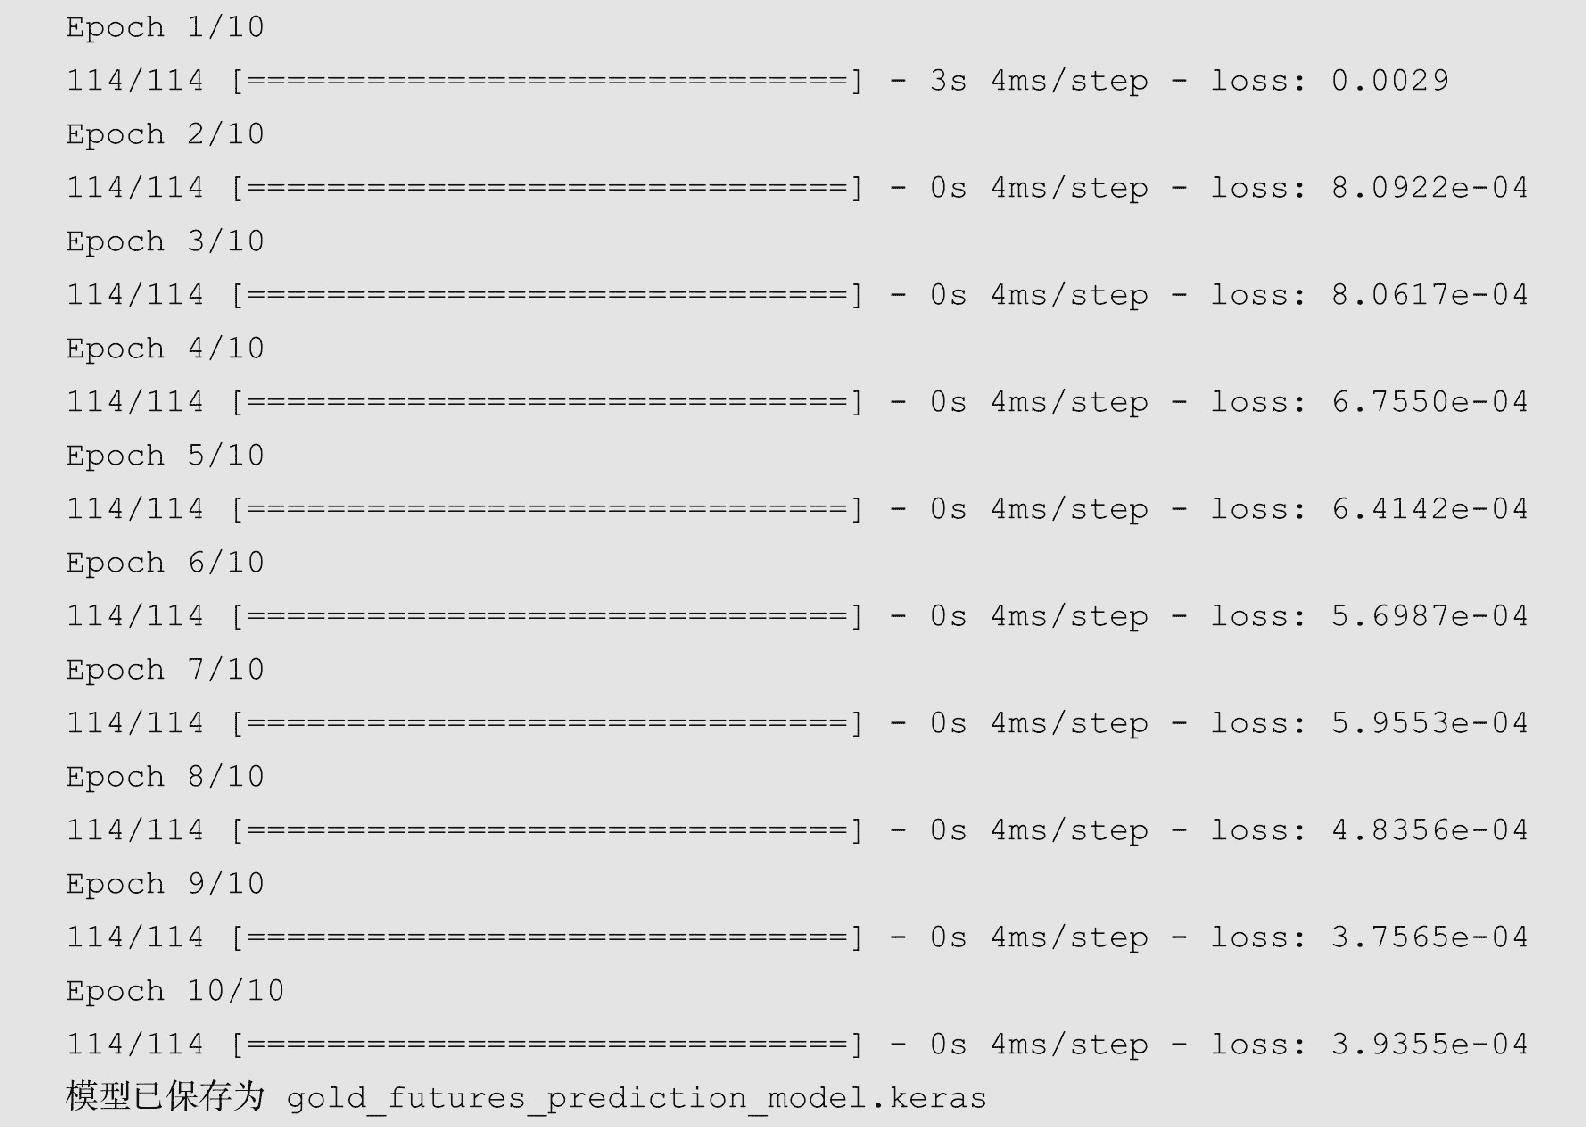 Epoch 1/10
114/114 [==============================] - 3s 4ms/step - loss: 0.0029
Epoch 2/10
114/114 [==============================] - 0s 4ms/step - loss: 8.0922e-04
Epoch 3/10
114/114 [==============================] - 0s 4ms/step - loss: 8.0617e-04
Epoch 4/10
114/114 [==============================] - 0s 4ms/step - loss: 6.7550e-04
Epoch 5/10
114/114 [==============================] - 0s 4ms/step - loss: 6.4142e-04
Epoch 6/10
114/114 [==============================] - 0s 4ms/step - loss: 5.6987e-04
Epoch 7/10
114/114 [==============================] - 0s 4ms/step - loss: 5.9553e-04
Epoch 8/10
114/114 [==============================] - 0s 4ms/step - loss: 4.8356e-04
Epoch 9/10
114/114 [==============================] - 0s 4ms/step - loss: 3.7565e-04
Epoch 10/10
114/114 [==============================] - 0s 4ms/step - loss: 3.9355e-04
模型已保存为 gold_futures_prediction_model.keras